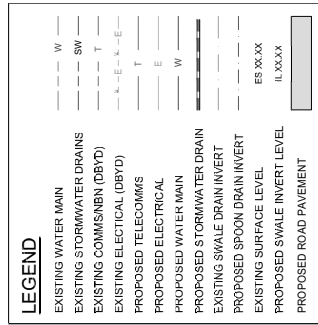 LEGEND
EXISTING WATER MAIN W
EXISTING STORMWATER DRAINS SW
EXISTING COMMS/NBN (DBYD) T
EXISTING ELECTICAL (DBYD) E E E
PROPOSED TELECOMMS T
PROPOSED ELECTRICAL E
PROPOSED WATER MAIN W
PROPOSED STORMWATER DRAIN
EXISTING SWALE DRAIN INVERT
PROPOSED SPOON DRAIN INVERT
EXISTING SURFACE LEVEL ES XX.XX
PROPOSED SWALE INVERT LEVEL IL XX.XX
PROPOSED ROAD PAVEMENT